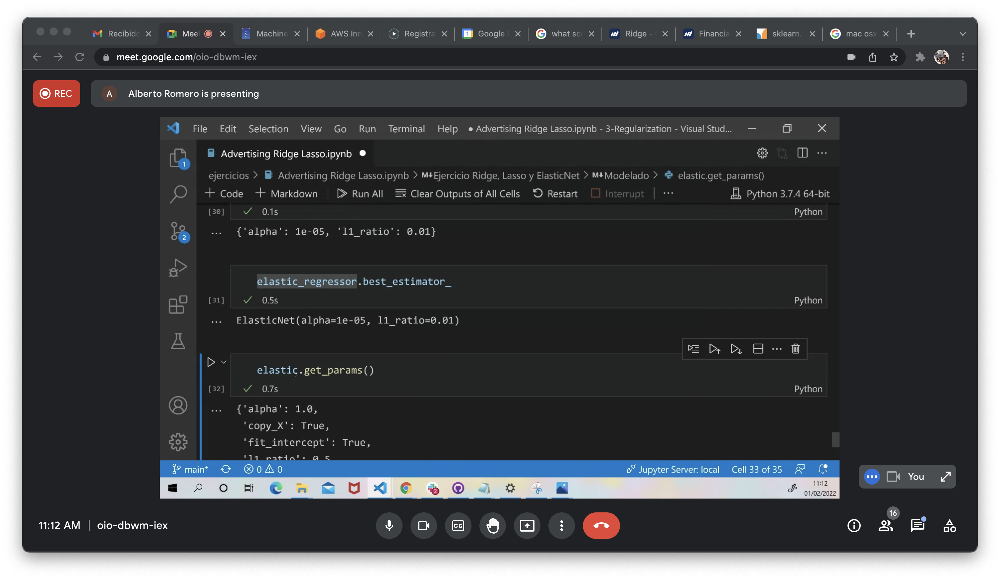 Recibido
Mee
Machine
AWS Inn
Registra
1
Google
what sco
Ridge -
Financia
sklearn.
mac osx
meet.google.com/oio-dbwm-iex
REC
A
Alberto Romero is presenting
File Edit Selection View Go Run Terminal Help ● Advertising Ridge Lasso.ipynb - 3-Regularization - Visual Stud...
1
Advertising Ridge Lasso.ipynb
ejercicios > Advertising Ridge Lasso.ipynb > M↓Ejercicio Ridge, Lasso y ElasticNet > M↓Modelado > elastic.get_params()
+ Code + Markdown Run All Clear Outputs of All Cells Restart Interrupt ... Python 3.7.4 64-bit
[30] ✓ 0.1s Python
... {'alpha': 1e-05, 'l1_ratio': 0.01}
2
elastic_regressor.best_estimator_
[31] ✓ 0.5s Python
... ElasticNet(alpha=1e-05, l1_ratio=0.01)
elastic.get_params()
[32] ✓ 0.7s Python
... {'alpha': 1.0,
'copy_X': True,
'fit_intercept': True,
'l1_ratio': 0.5
main* 0 0 Jupyter Server: local Cell 33 of 35
2
11:12
01/02/2022
You
11:12 AM | oio-dbwm-iex
CC
16